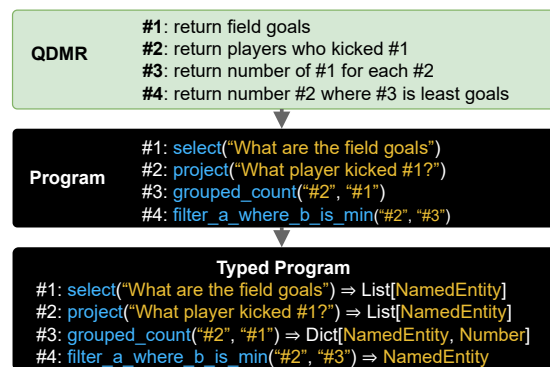 QDMR
#1: return field goals
#2: return players who kicked #1
#3: return number of #1 for each #2
#4: return number #2 where #3 is least goals
Program
#1: select(“What are the field goals”)
#2: project(“What player kicked #1?”)
#3: grouped_count(“#2”, “#1”)
#4: filter_a_where_b_is_min(“#2”, “#3”)
Typed Program
#1: select(“What are the field goals”) ⇒ List[NamedEntity]
#2: project(“What player kicked #1?”) ⇒ List[NamedEntity]
#3: grouped_count(“#2”, “#1”) ⇒ Dict[NamedEntity, Number]
#4: filter_a_where_b_is_min(“#2”, “#3”) ⇒ NamedEntity